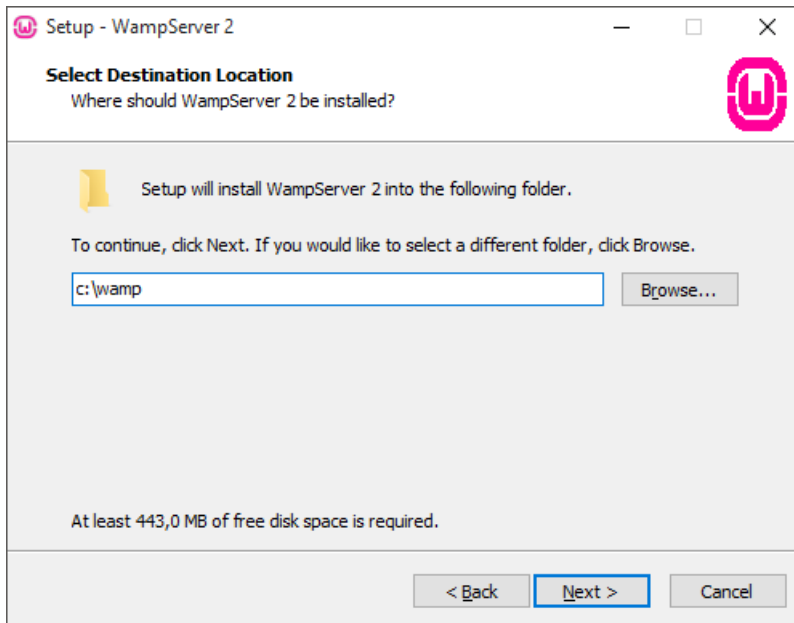 Setup - WampServer 2
Select Destination Location
Where should WampServer 2 be installed?
Setup will install WampServer 2 into the following folder.
To continue, click Next. If you would like to select a different folder, click Browse.
c:\wamp
Browse...
At least 443,0 MB of free disk space is required.
< Back
Next >
Cancel